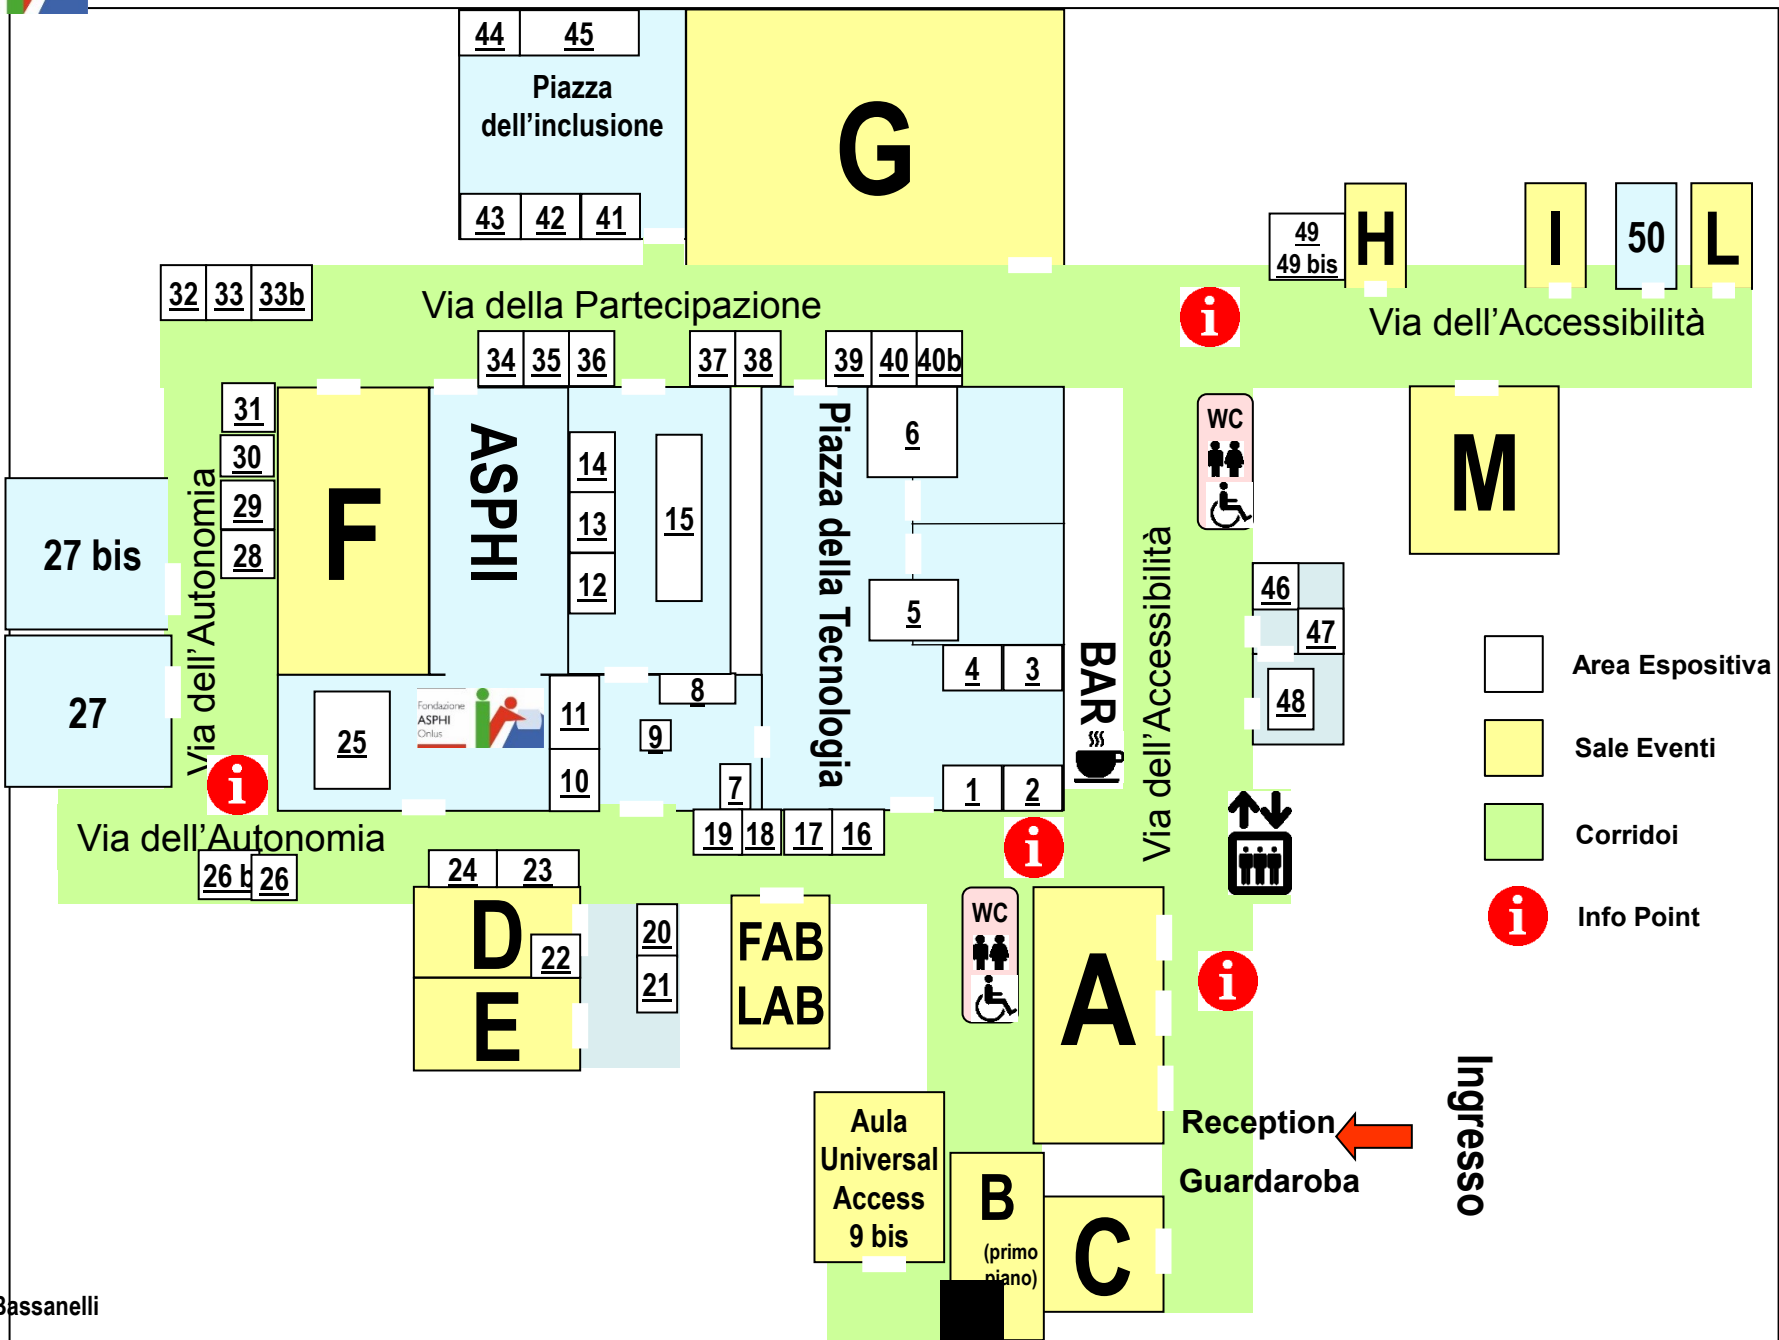 44
45
Piazza
dell'inclusione
G
43
42
41
49
49 bis
H
I
50
L
32
33
33b
Via della Partecipazione
Via dell'Accessibilità
34
35
36
37
38
39
40
40b
31
30
29
28
F
ASPHI
14
13
12
15
Piazza della Tecnologia
6
5
4
3
WC
M
27 bis
27
Via dell'Autonomia
BAR
Via dell'Accessibilità
46
47
48
Area Espositiva
Sale Eventi
Corridoi
Info Point
25
Fondazione
ASPHI
Onlus
11
10
8
9
7
1
2
Via dell'Autonomia
19
18
17
16
26 b
26
24
23
D
22
E
20
21
FAB
LAB
WC
A
Aula
Universal
Access
9 bis
B
(primo
piano)
C
Reception
Guardaroba
Ingresso
Bassanelli